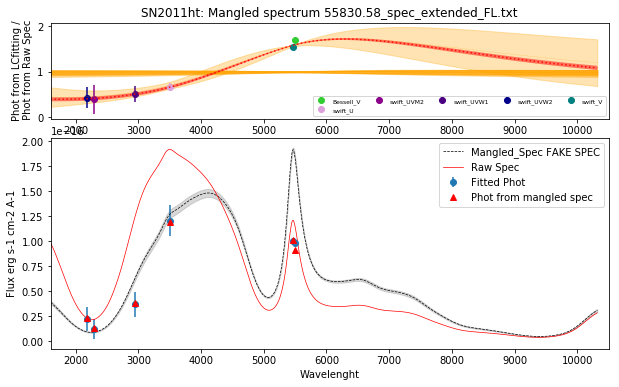 SN2011ht: Mangled spectrum 55830.58_spec_extended_FL.txt
Phot from LCfitting /
Phot from Raw Spec
2
1
0
Bessell_V
swift_UVM2
swift_UVW1
swift_UVW2
swift_V
swift_U
2000 3000 4000 5000 6000 7000 8000 9000 10000
Flux erg s-1 cm-2 A-1
2.00
1.75
1.50
1.25
1.00
0.75
0.50
0.25
0.00
Mangled_Spec FAKE SPEC
Raw Spec
Fitted Phot
Phot from mangled spec
2000 3000 4000 5000 6000 7000 8000 9000 10000
Wavelenght